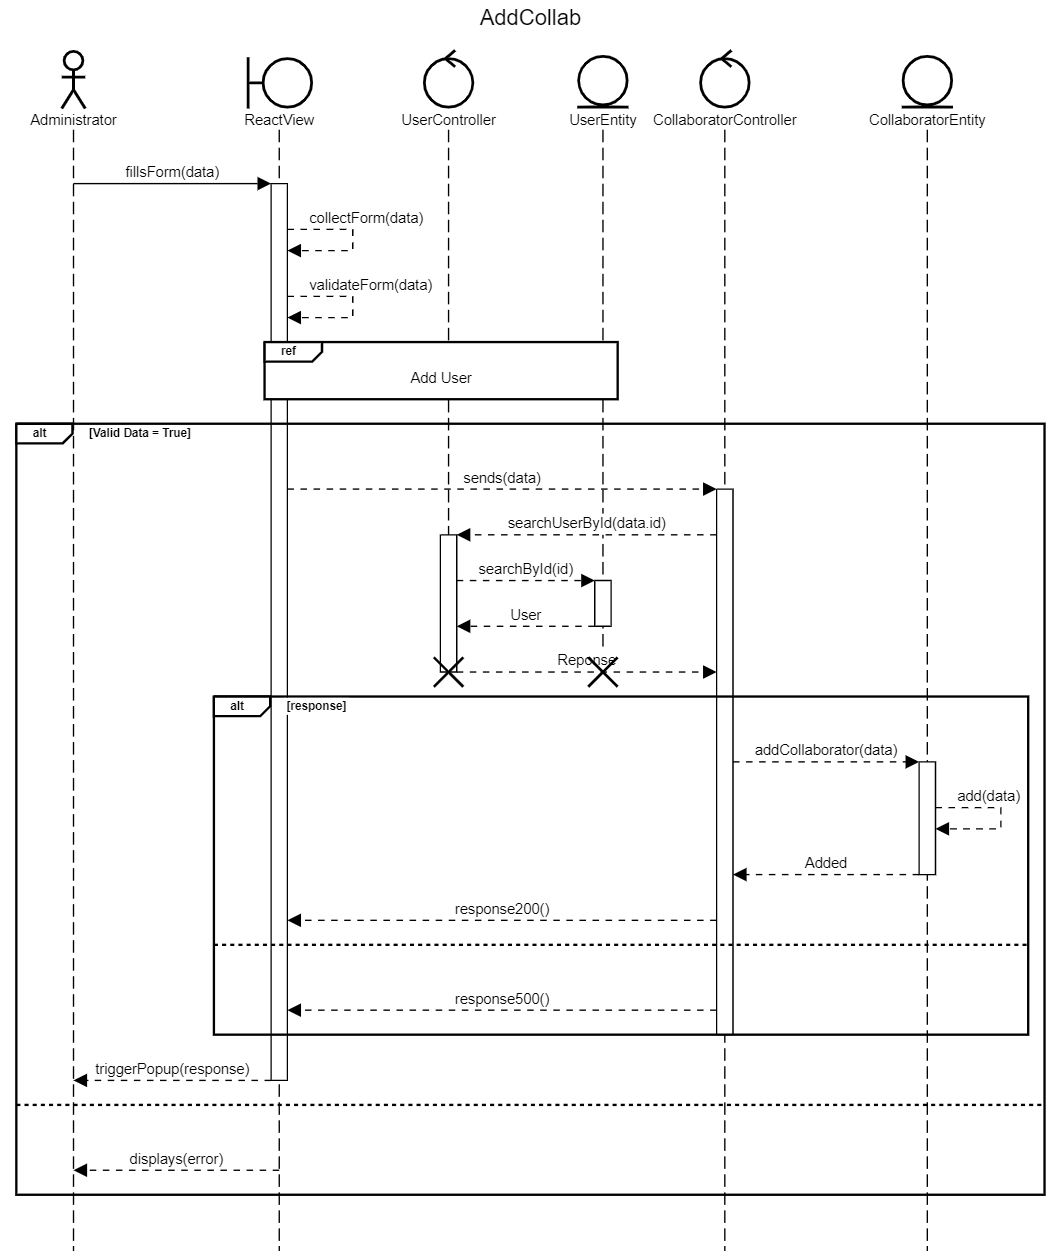 AddCollab
Administrator
ReactView
UserController
UserEntity
CollaboratorController
CollaboratorEntity
fillsForm(data)
collectForm(data)
validateForm(data)
ref
Add User
alt
[Valid Data = True]
sends(data)
searchUserById(data.id)
searchById(id)
User
Reponse
alt
[response]
addCollaborator(data)
add(data)
Added
response200()
response500()
triggerPopup(response)
displays(error)